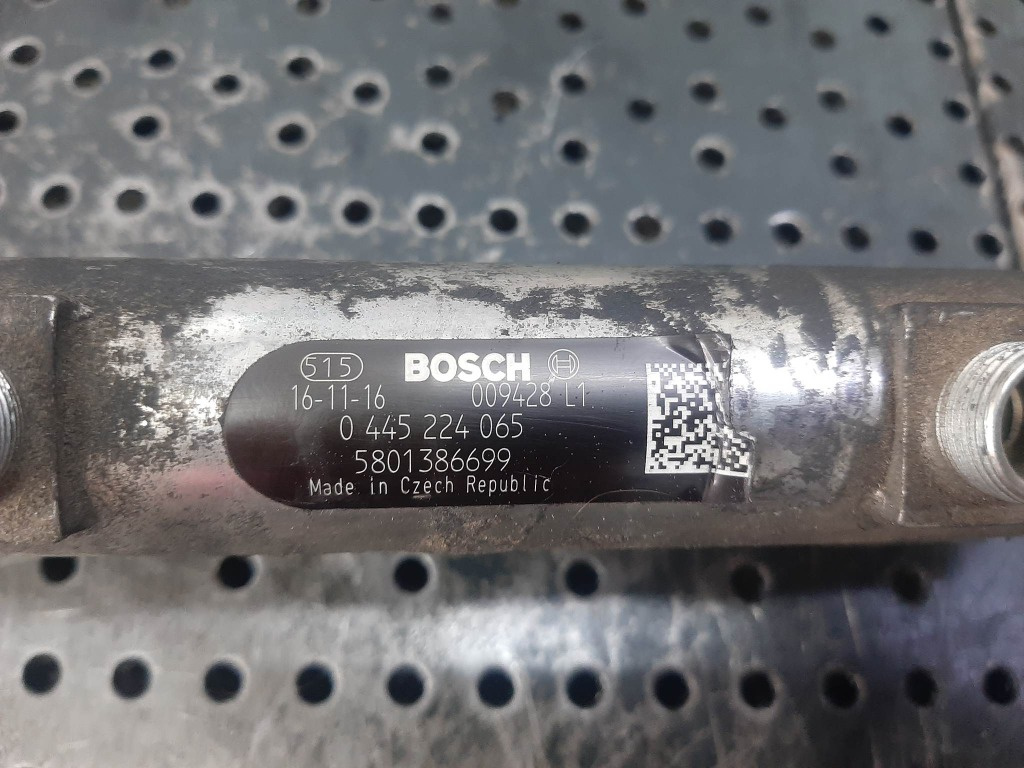 515 BOSCH
16-11-16 009428 L1
0 445 224 065
5801386699
Made in Czech Republic